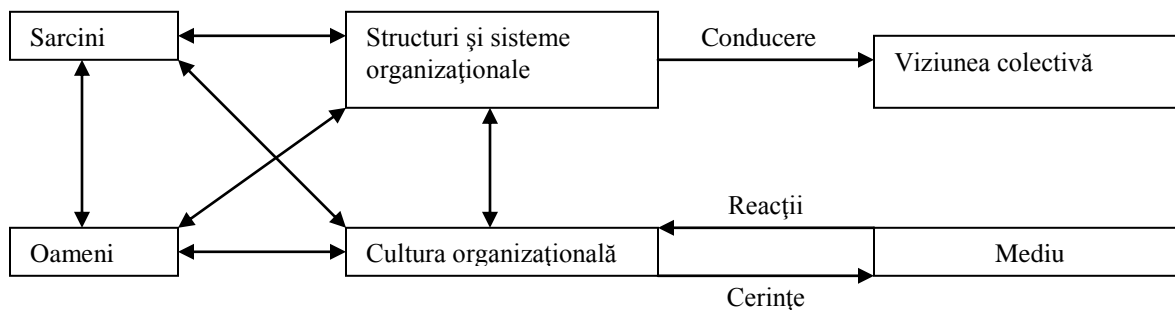 Sarcini
Structuri şi sisteme
organizaţionale
Conducere
Viziunea colectivă
Oameni
Cultura organizaţională
Reacţii
Mediu
Cerinţe